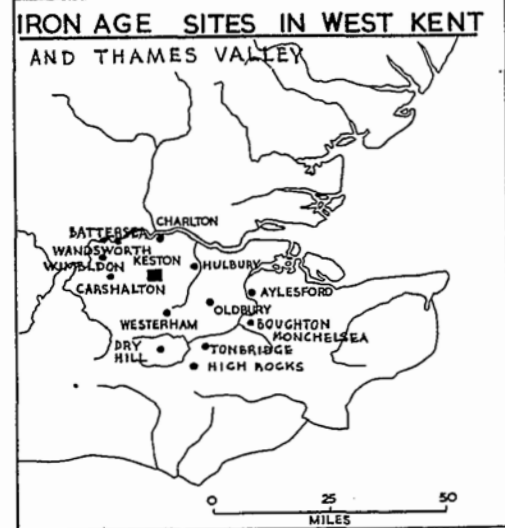 IRON AGE SITES IN WEST KENT
AND THAMES VALLEY
CHARLTON
BATTERSEA
WANDSWORTH
KESTON
WIMBLDON
HULBURY
CARSHALTON
AYLESFORD
OLDBURY
WESTERHAM
BOUGHTON
MONCHELSEA
DRY
HILL
TONBRIDGE
HIGH ROCKS
0 25 50
MILES